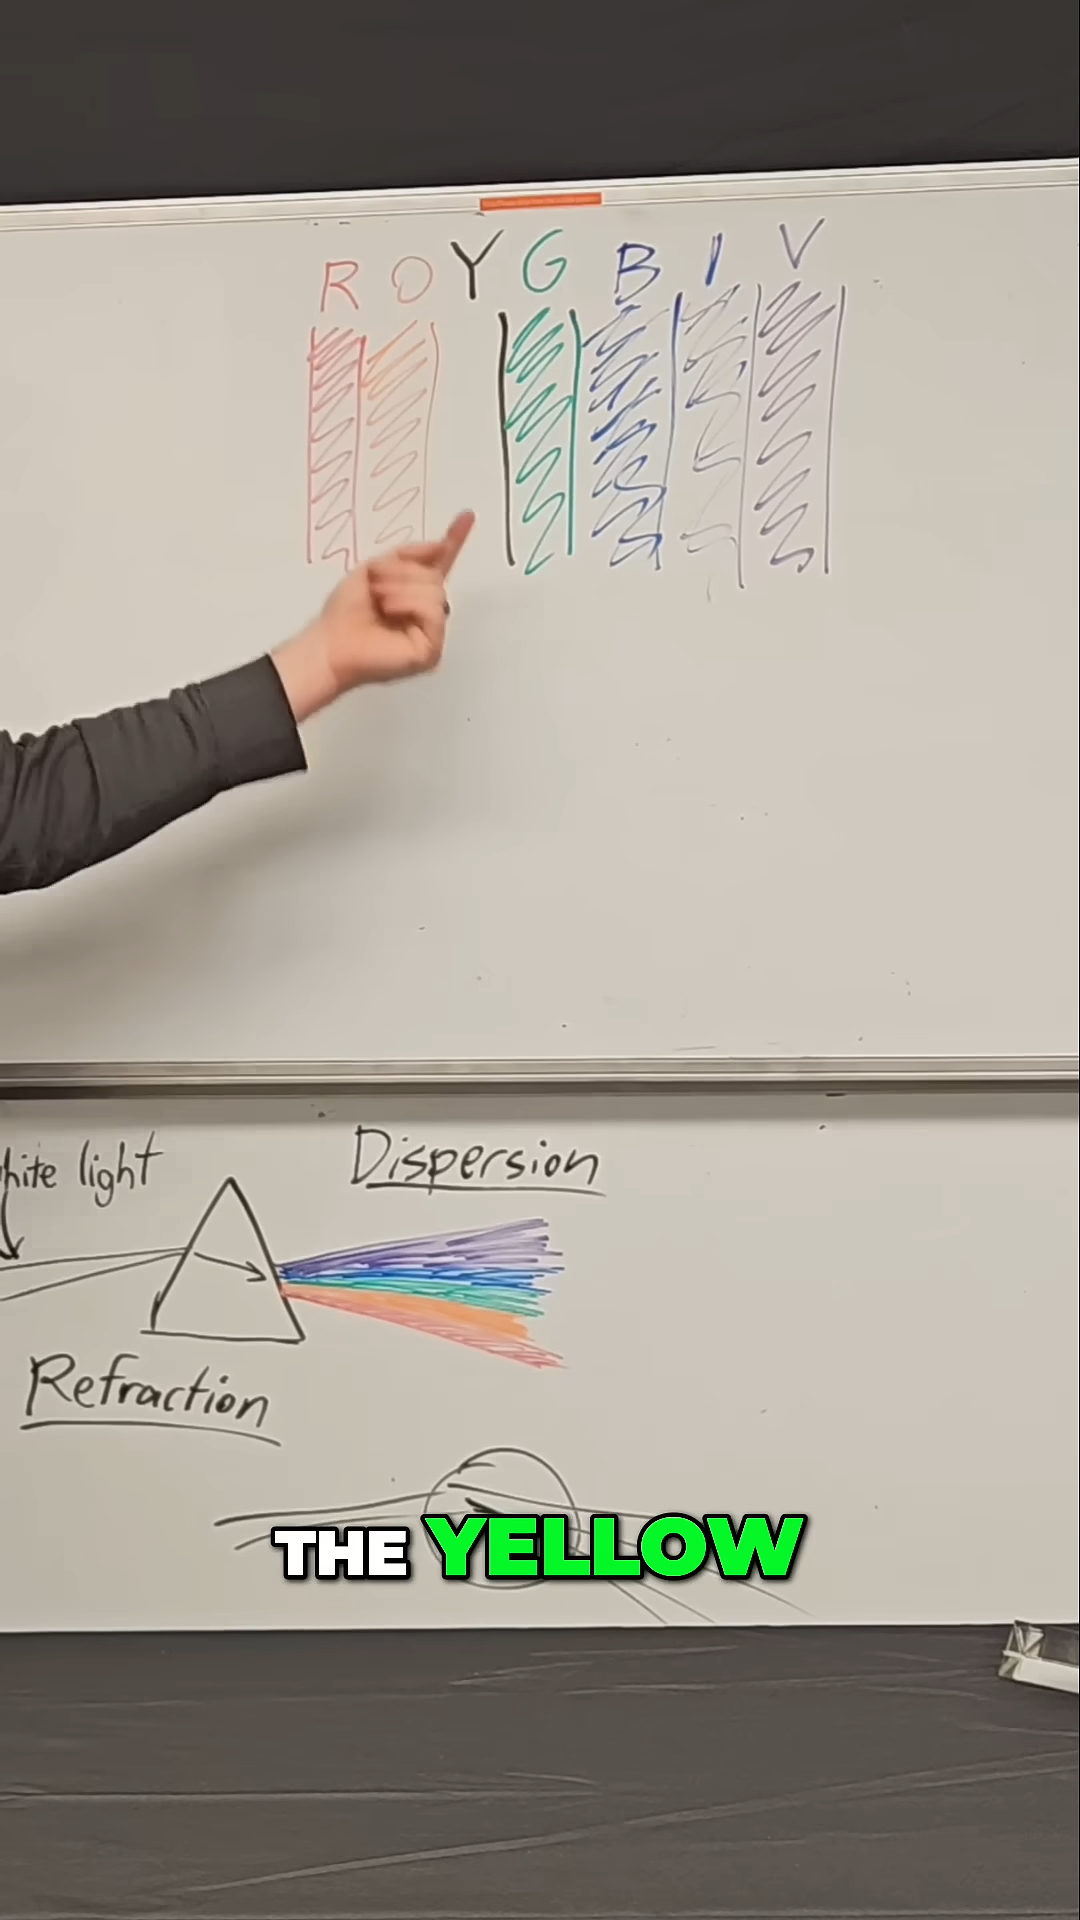 R O Y G B I V
hite light
Dispersion
Refraction
THE YELLOW